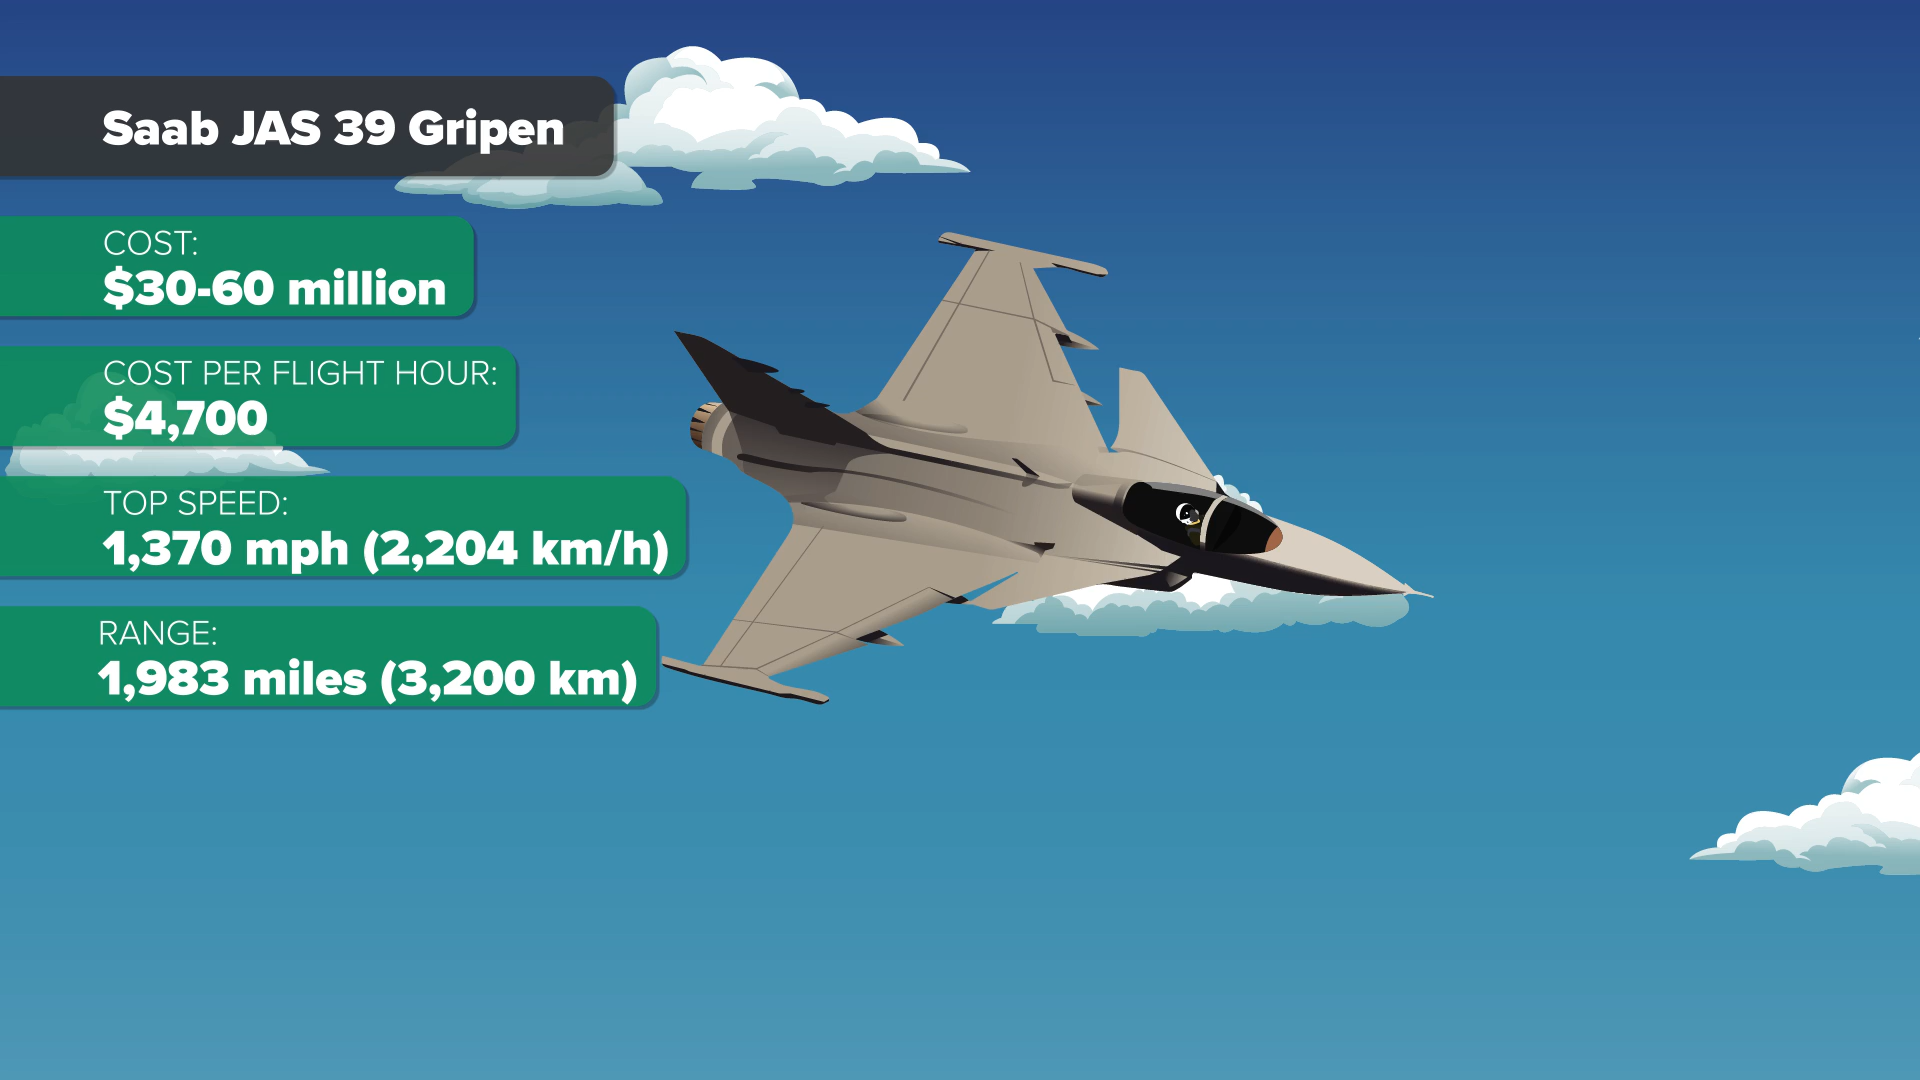 Saab JAS 39 Gripen
COST:
$30-60 million
COST PER FLIGHT HOUR:
$4,700
TOP SPEED:
1,370 mph (2,204 km/h)
RANGE:
1,983 miles (3,200 km)